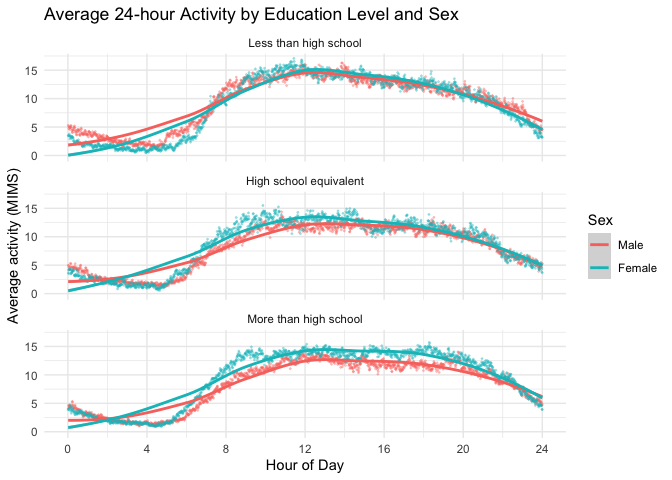 Average 24-hour Activity by Education Level and Sex
Less than high school
15
10
5
0
High school equivalent
15
10
5
0
More than high school
15
10
5
0
Average activity (MIMS)
0 4 8 12 16 20 24
Hour of Day
Sex
Male
Female